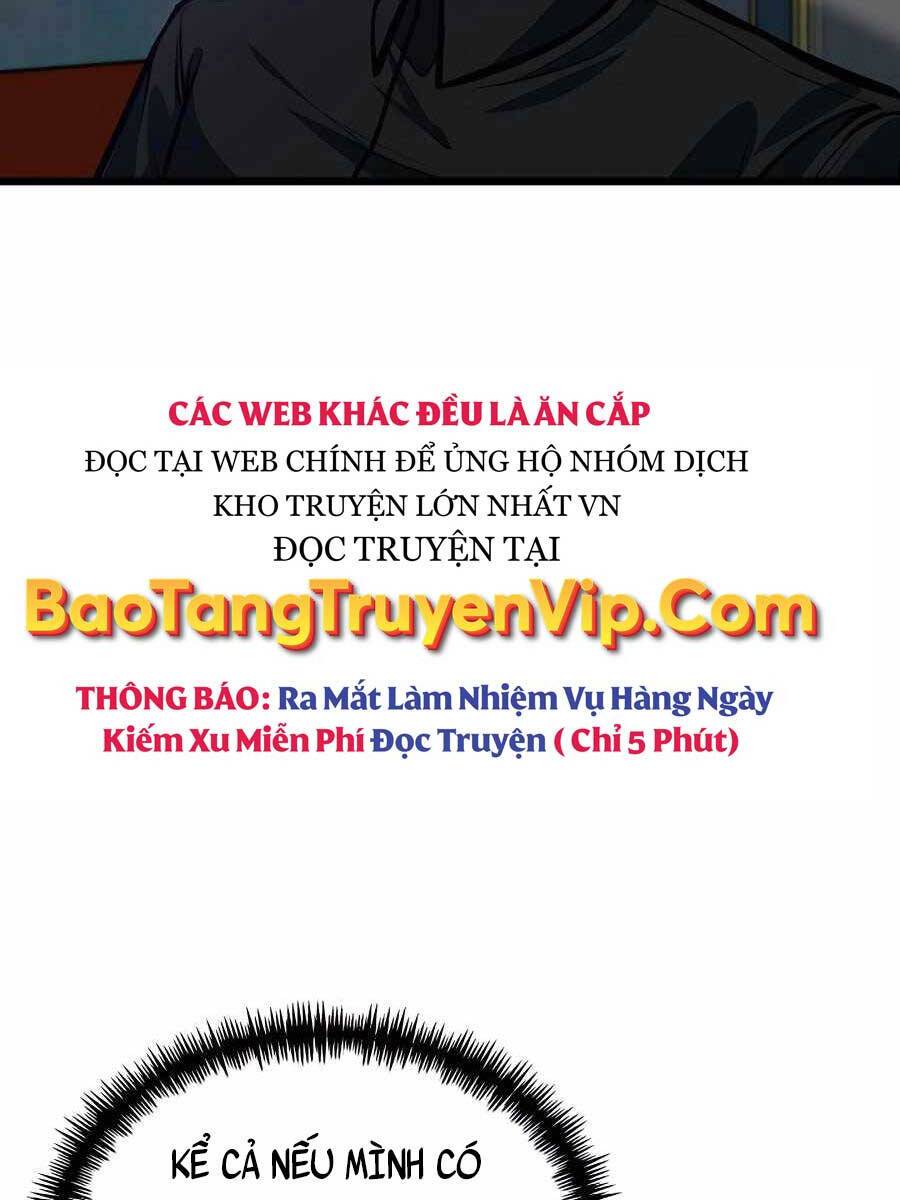 CÁC WEB KHÁC ĐỀU LÀ ĂN CẮP
ĐỌC TẠI WEB CHÍNH ĐỂ ỦNG HỘ NHÓM DỊCH
KHO TRUYỆN LỚN NHẤT VN
ĐỌC TRUYỆN TẠI
BaoTangTruyenVip.Com
THÔNG BÁO: Ra Mắt Làm Nhiệm Vụ Hàng Ngày
Kiếm Xu Miễn Phí Đọc Truyện ( Chỉ 5 Phút)
KỂ CẢ NẾU MÌNH CÓ